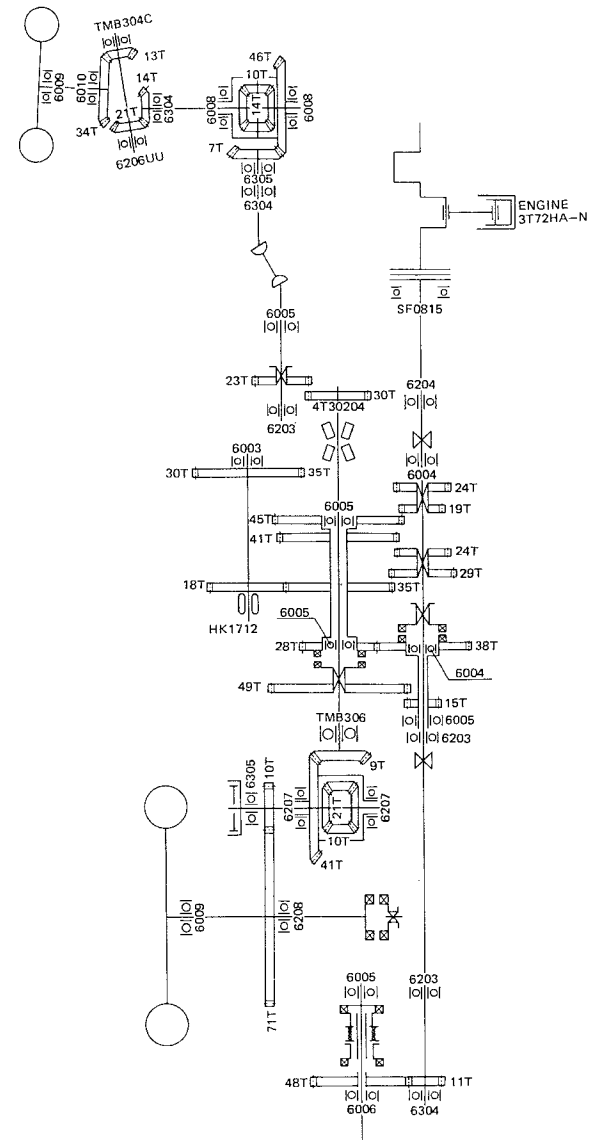 TMB304C
13T
46T
14T
10T
6009
6010
21T
6304
6008
14T
6008
34T
6206UU
7T
6305
6304
ENGINE
3T72HA-N
SF0815
6005
23T
30T
4T30204
6203
6204
6003
30T
35T
6004
24T
6005
45T
19T
41T
24T
29T
18T
35T
HK1712
6005
28T
38T
6004
49T
15T
TMB306
6005
6203
9T
6305
10T
6207
21T
6207
10T
41T
6009
6208
6005
6203
71T
48T
11T
6006
6304